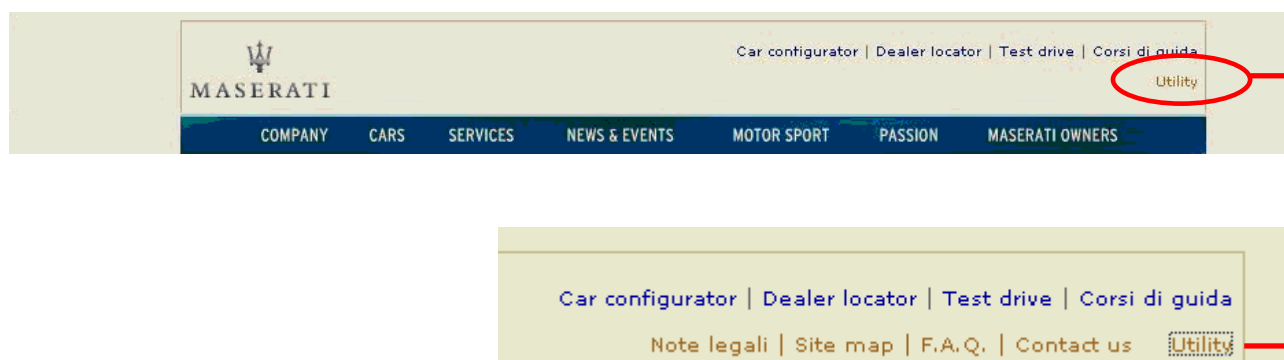 Car configurator | Dealer locator | Test drive | Corsi di guida
MASERATI
Utility
COMPANY CARS SERVICES NEWS & EVENTS MOTOR SPORT PASSION MASERATI OWNERS
Car configurator | Dealer locator | Test drive | Corsi di guida
Note legali | Site map | F.A.Q. | Contact us Utility